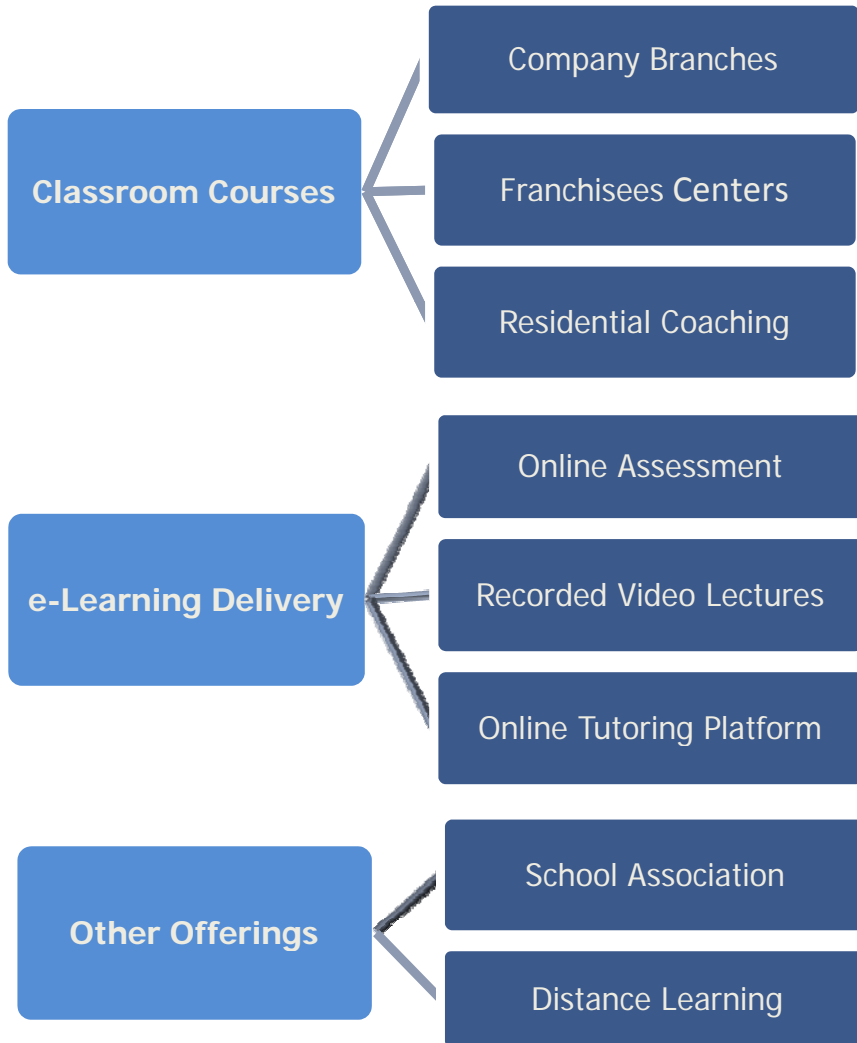 Classroom Courses
Company Branches
Franchisees Centers
Residential Coaching
e-Learning Delivery
Online Assessment
Recorded Video Lectures
Online Tutoring Platform
Other Offerings
School Association
Distance Learning